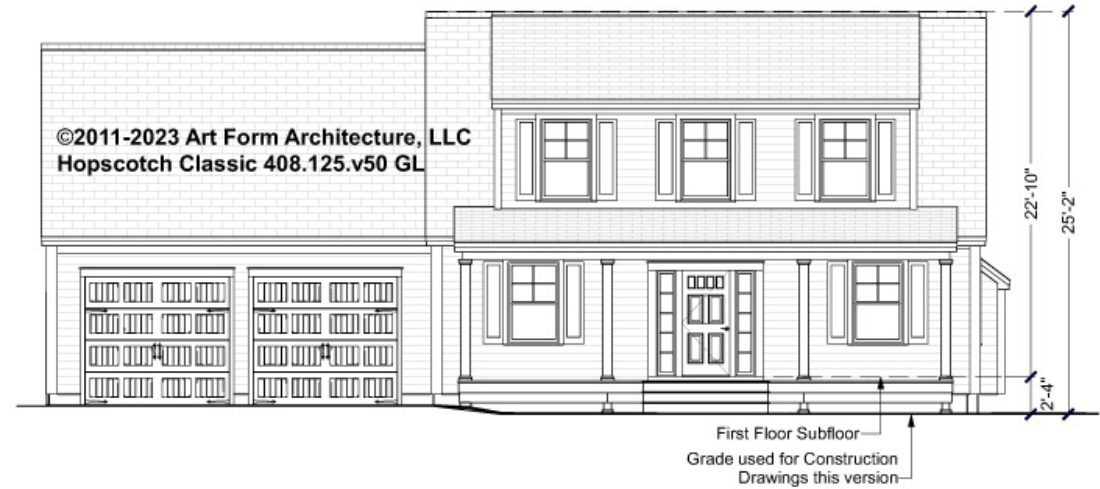 ©2011-2023 Art Form Architecture, LLC
Hopscotch Classic 408.125.v50 GL
22'-10"
25'-2"
2'-4"
First Floor Subfloor
Grade used for Construction
Drawings this version